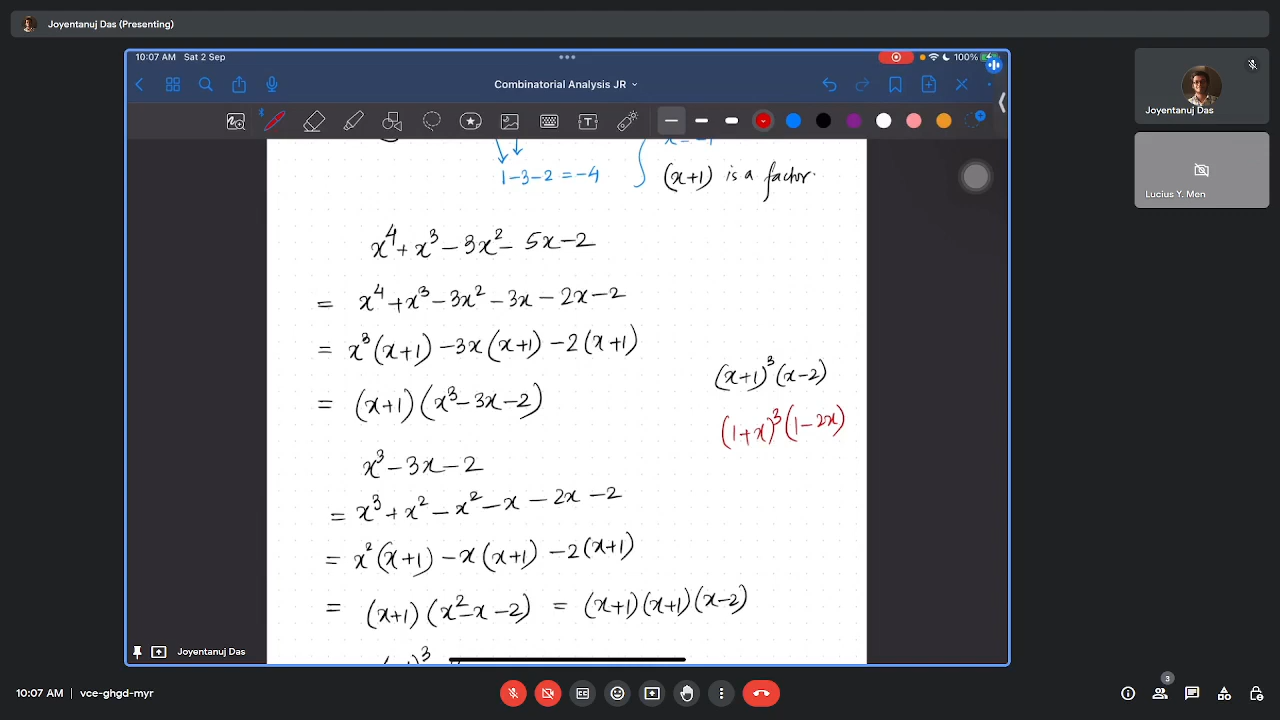 Joyentanuj Das (Presenting)
10:07 AM Sat 2 Sep
100%
Combinatorial Analysis JR
1-3-2 = -4
(x+1) is a factor.
x⁴ + x³ - 3x² - 5x - 2
= x⁴ + x³ - 3x² - 3x - 2x - 2
= x³(x+1) - 3x(x+1) - 2(x+1)
(x+1)³(x-2)
= (x+1)(x³ - 3x - 2)
(1+x)³(1-2x)
x³ - 3x - 2
= x³ + x² - x² - x - 2x - 2
= x²(x+1) - x(x+1) - 2(x+1)
= (x+1)(x² - x - 2) = (x+1)(x+1)(x-2)
Joyentanuj Das
Joyentanuj Das
Lucius Y. Men
10:07 AM | vce-ghgd-myr
3